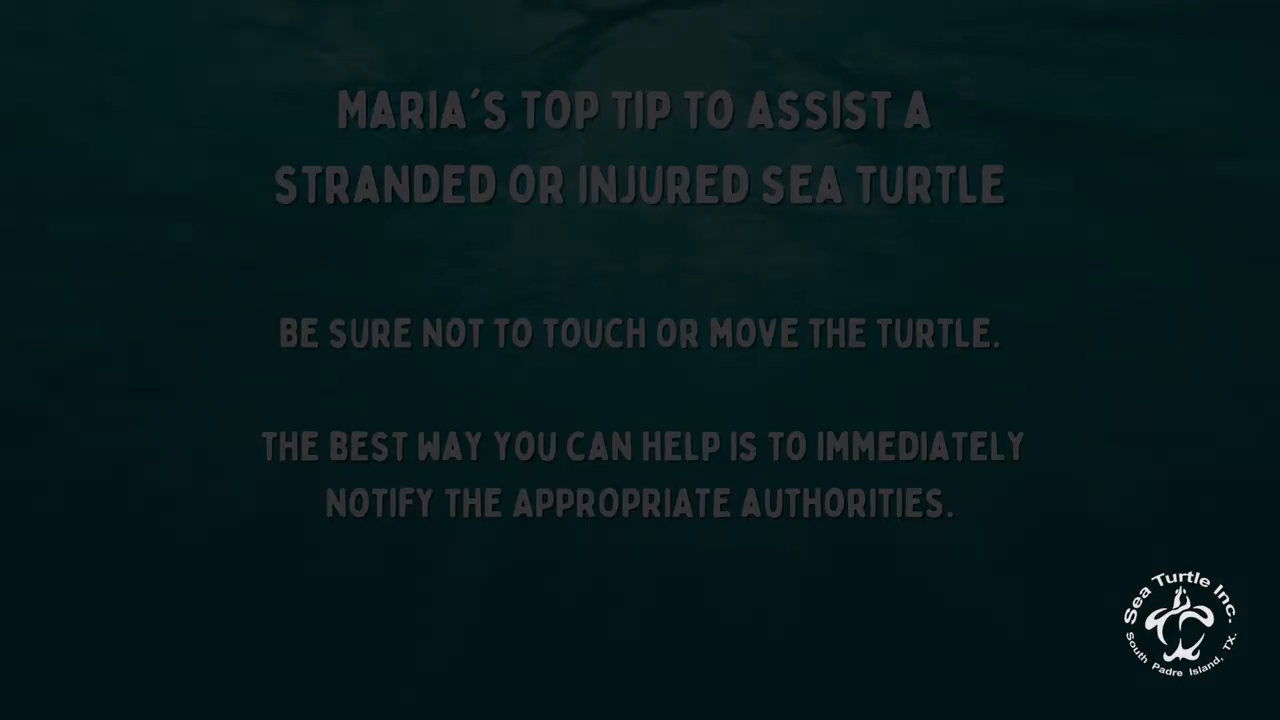 MARIA'S TOP TIP TO ASSIST A
STRANDED OR INJURED SEA TURTLE
BE SURE NOT TO TOUCH OR MOVE THE TURTLE.
THE BEST WAY YOU CAN HELP IS TO IMMEDIATELY
NOTIFY THE APPROPRIATE AUTHORITIES.
Sea Turtle Inc.
South Padre Island, TX.